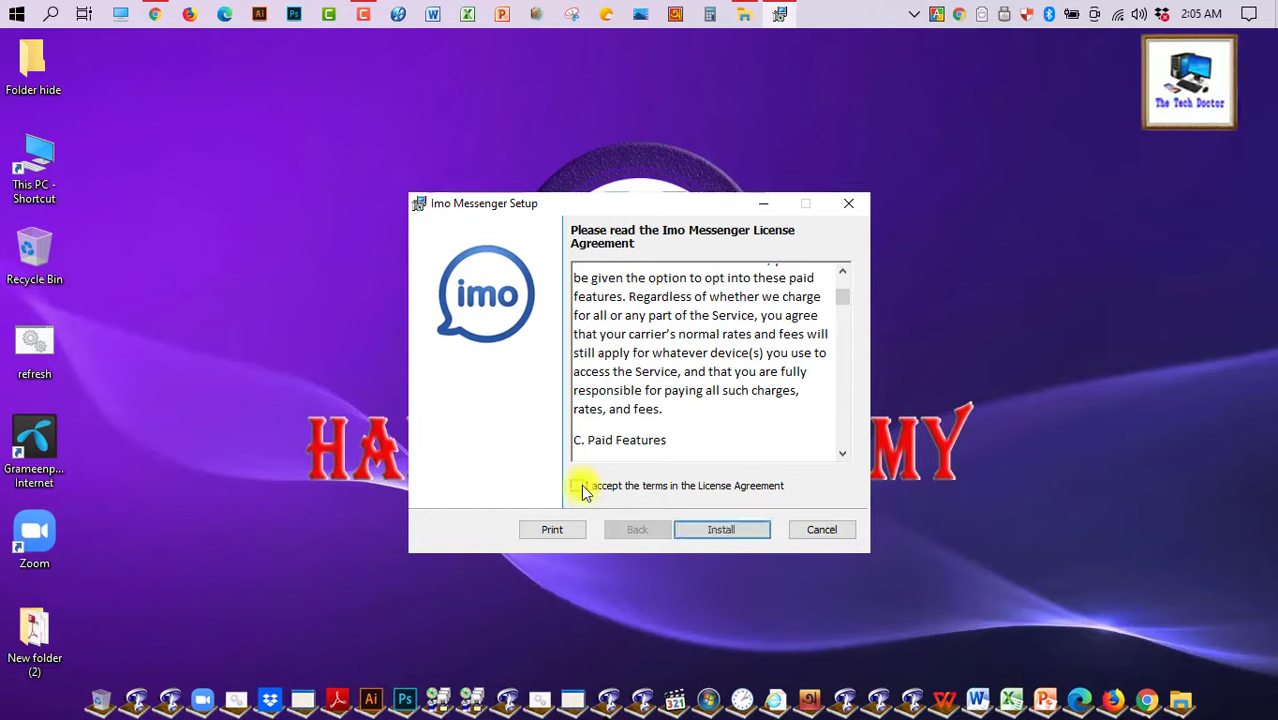 2:05 AM
Folder hide
The Tech Doctor
This PC -
Shortcut
Imo Messenger Setup
Please read the Imo Messenger License
Agreement
imo
be given the option to opt into these paid
features. Regardless of whether we charge
for all or any part of the Service, you agree
that your carrier's normal rates and fees will
still apply for whatever device(s) you use to
access the Service, and that you are fully
responsible for paying all such charges,
rates, and fees.
C. Paid Features
I accept the terms in the License Agreement
Print
Back
Install
Cancel
Recycle Bin
refresh
HA
MY
Grameenp...
Internet
Zoom
New folder
(2)